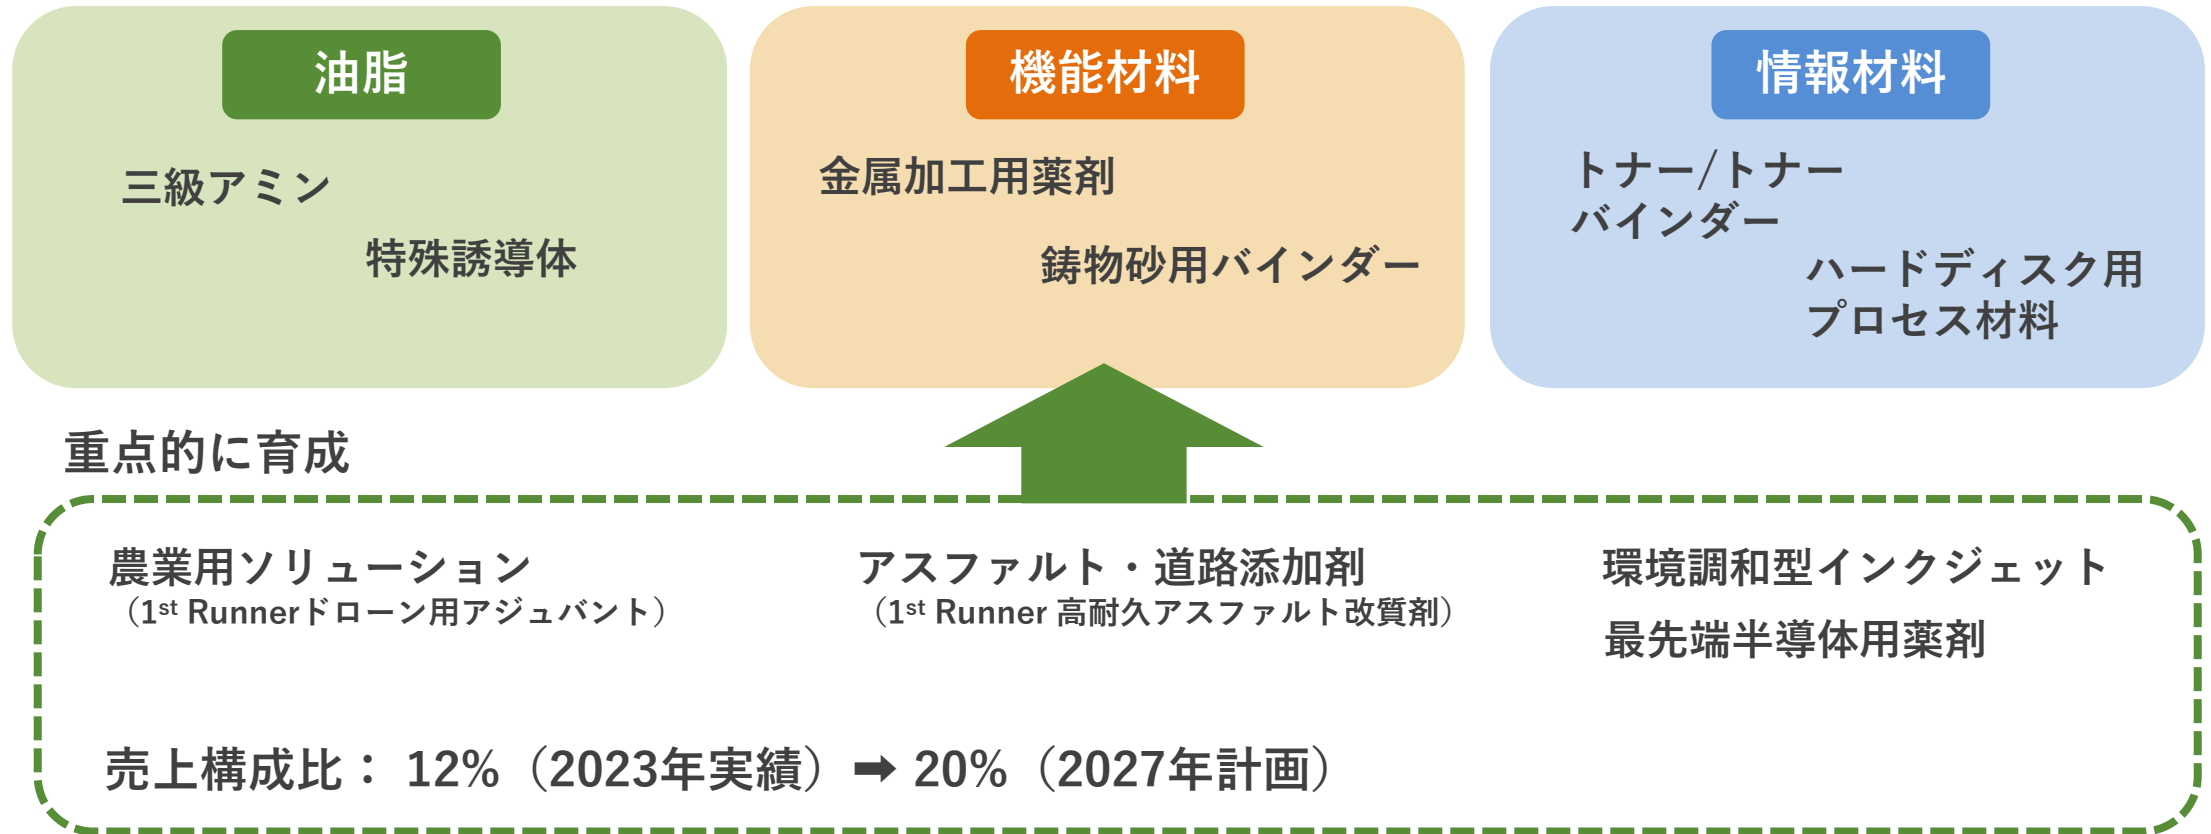 油脂
三級アミン
特殊誘導体
機能材料
金属加工用薬剤
鋳物砂用バインダー
情報材料
トナー/トナー
バインダー
ハードディスク用
プロセス材料
重点的に育成
農業用ソリューション
（1st Runnerドローン用アジュバント）
アスファルト・道路添加剤
（1st Runner 高耐久アスファルト改質剤）
環境調和型インクジェット
最先端半導体用薬剤
売上構成比： 12%（2023年実績）➡ 20%（2027年計画）